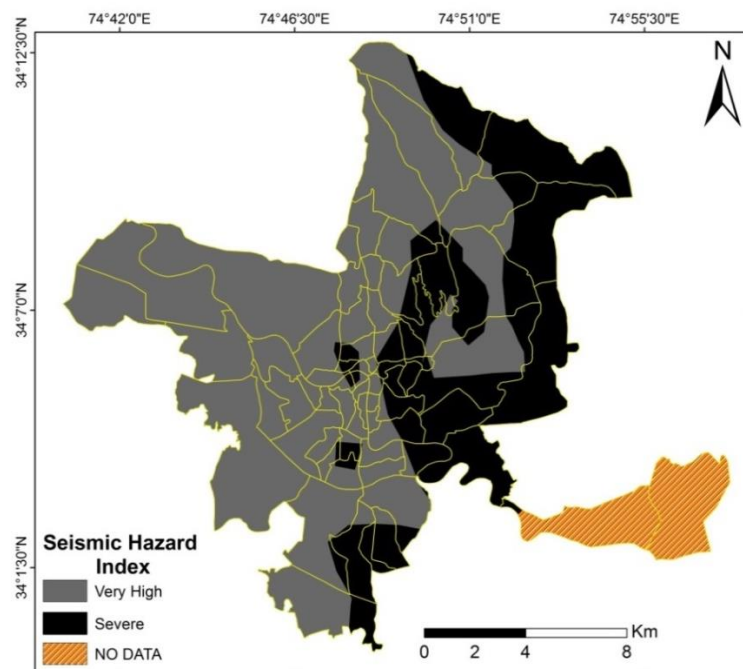 74°42'0"E 74°46'30"E 74°51'0"E 74°55'30"E
34°12'30"N
N
34°7'0"N
34°1'30"N
Seismic Hazard
Index
Very High
Severe
NO DATA
Km
0 4 8